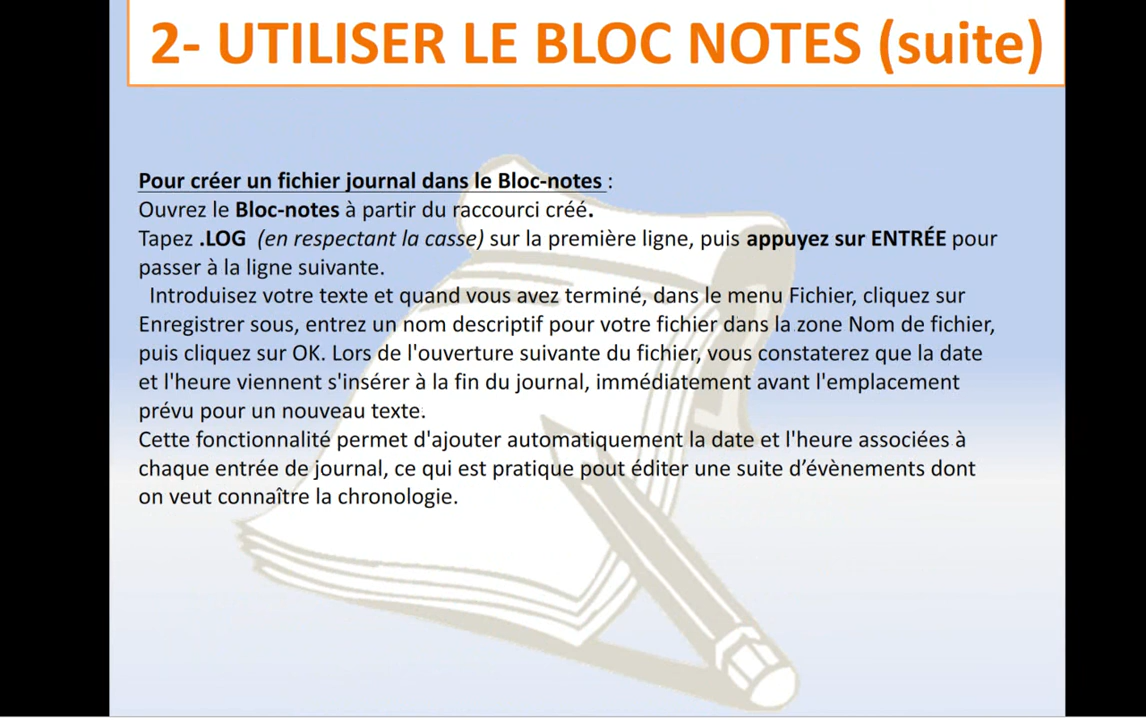 2- UTILISER LE BLOC NOTES (suite)
Pour créer un fichier journal dans le Bloc-notes :
Ouvrez le Bloc-notes à partir du raccourci créé.
Tapez .LOG (en respectant la casse) sur la première ligne, puis appuyez sur ENTRÉE pour
passer à la ligne suivante.
Introduisez votre texte et quand vous avez terminé, dans le menu Fichier, cliquez sur
Enregistrer sous, entrez un nom descriptif pour votre fichier dans la zone Nom de fichier,
puis cliquez sur OK. Lors de l'ouverture suivante du fichier, vous constaterez que la date
et l'heure viennent s'insérer à la fin du journal, immédiatement avant l'emplacement
prévu pour un nouveau texte.
Cette fonctionnalité permet d'ajouter automatiquement la date et l'heure associées à
chaque entrée de journal, ce qui est pratique pout éditer une suite d’évènements dont
on veut connaître la chronologie.